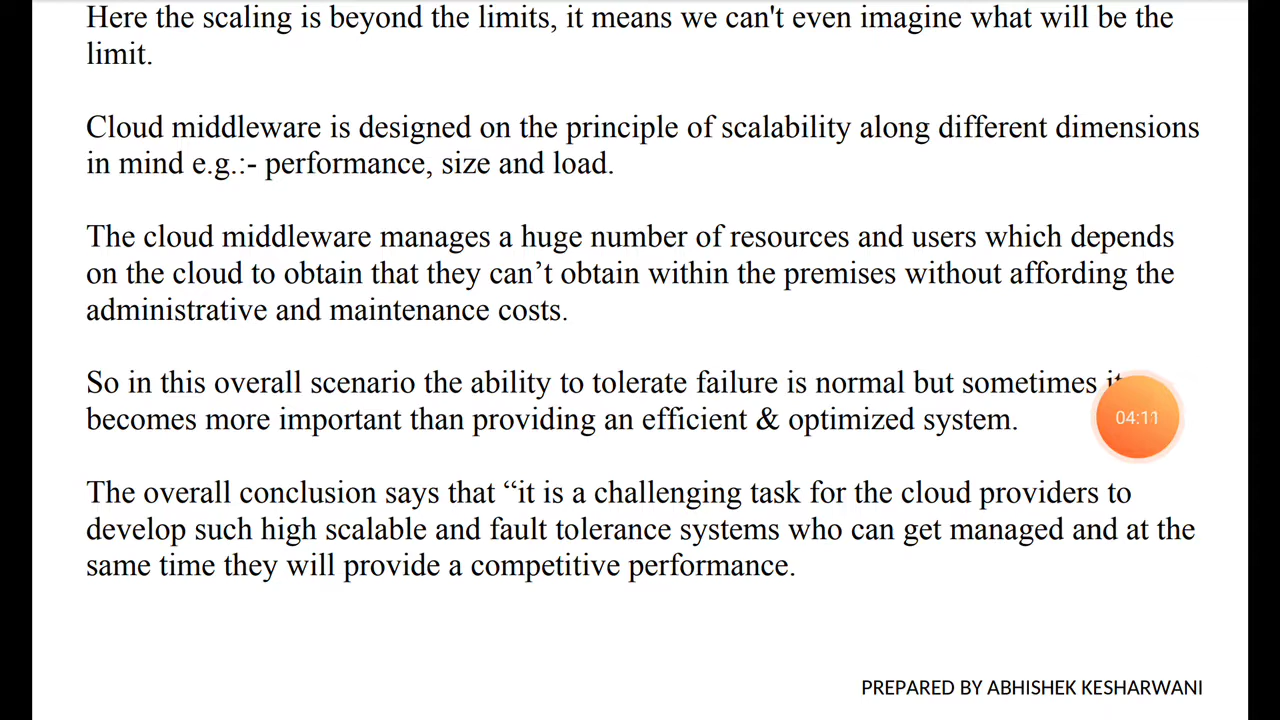 Here the scaling is beyond the limits, it means we can't even imagine what will be the
limit.
Cloud middleware is designed on the principle of scalability along different dimensions
in mind e.g.:- performance, size and load.
The cloud middleware manages a huge number of resources and users which depends
on the cloud to obtain that they can’t obtain within the premises without affording the
administrative and maintenance costs.
So in this overall scenario the ability to tolerate failure is normal but sometimes it
becomes more important than providing an efficient & optimized system.
04:11
The overall conclusion says that “it is a challenging task for the cloud providers to
develop such high scalable and fault tolerance systems who can get managed and at the
same time they will provide a competitive performance.
PREPARED BY ABHISHEK KESHARWANI